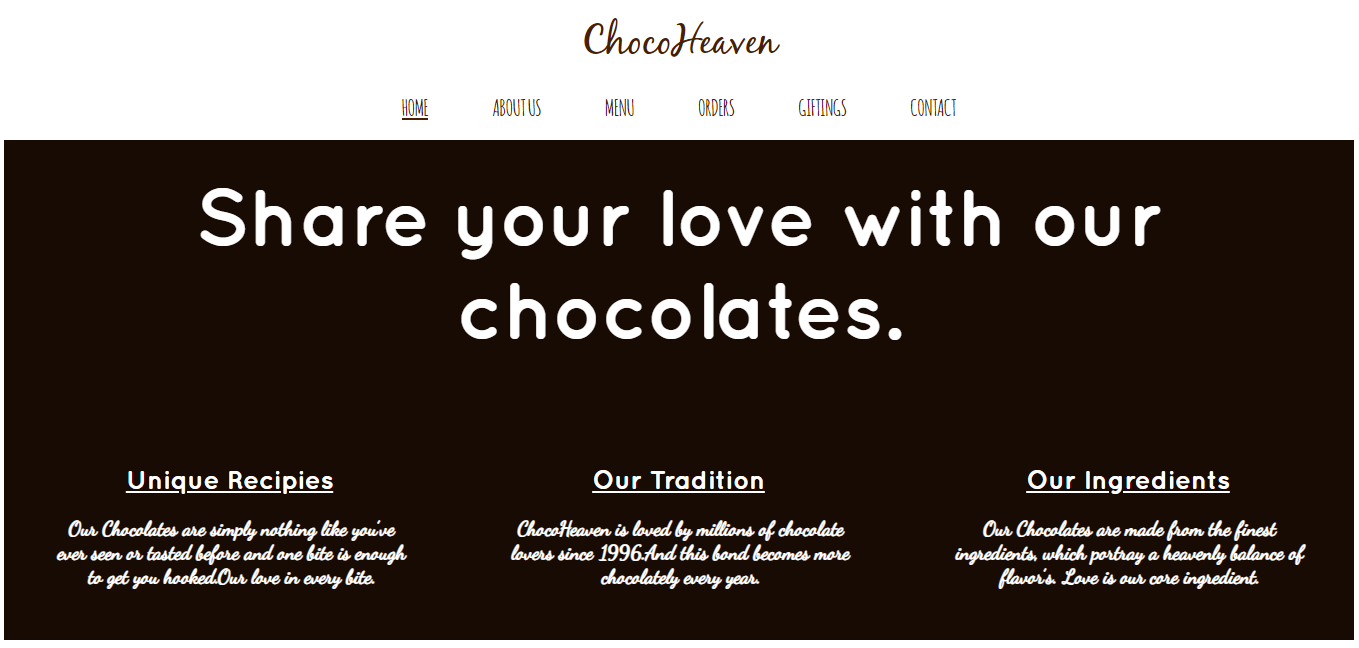 ChocoHeaven
HOME ABOUT US MENU ORDERS GIFTINGS CONTACT
Share your love with our
chocolates.
Unique Recipies
Our Chocolates are simply nothing like you've
ever seen or tasted before and one bite is enough
to get you hooked.Our love in every bite.
Our Tradition
ChocoHeaven is loved by millions of chocolate
lovers since 1996.And this bond becomes more
chocolately every year.
Our Ingredients
Our Chocolates are made from the finest
ingredients, which portray a heavenly balance of
flavor's. Love is our core ingredient.